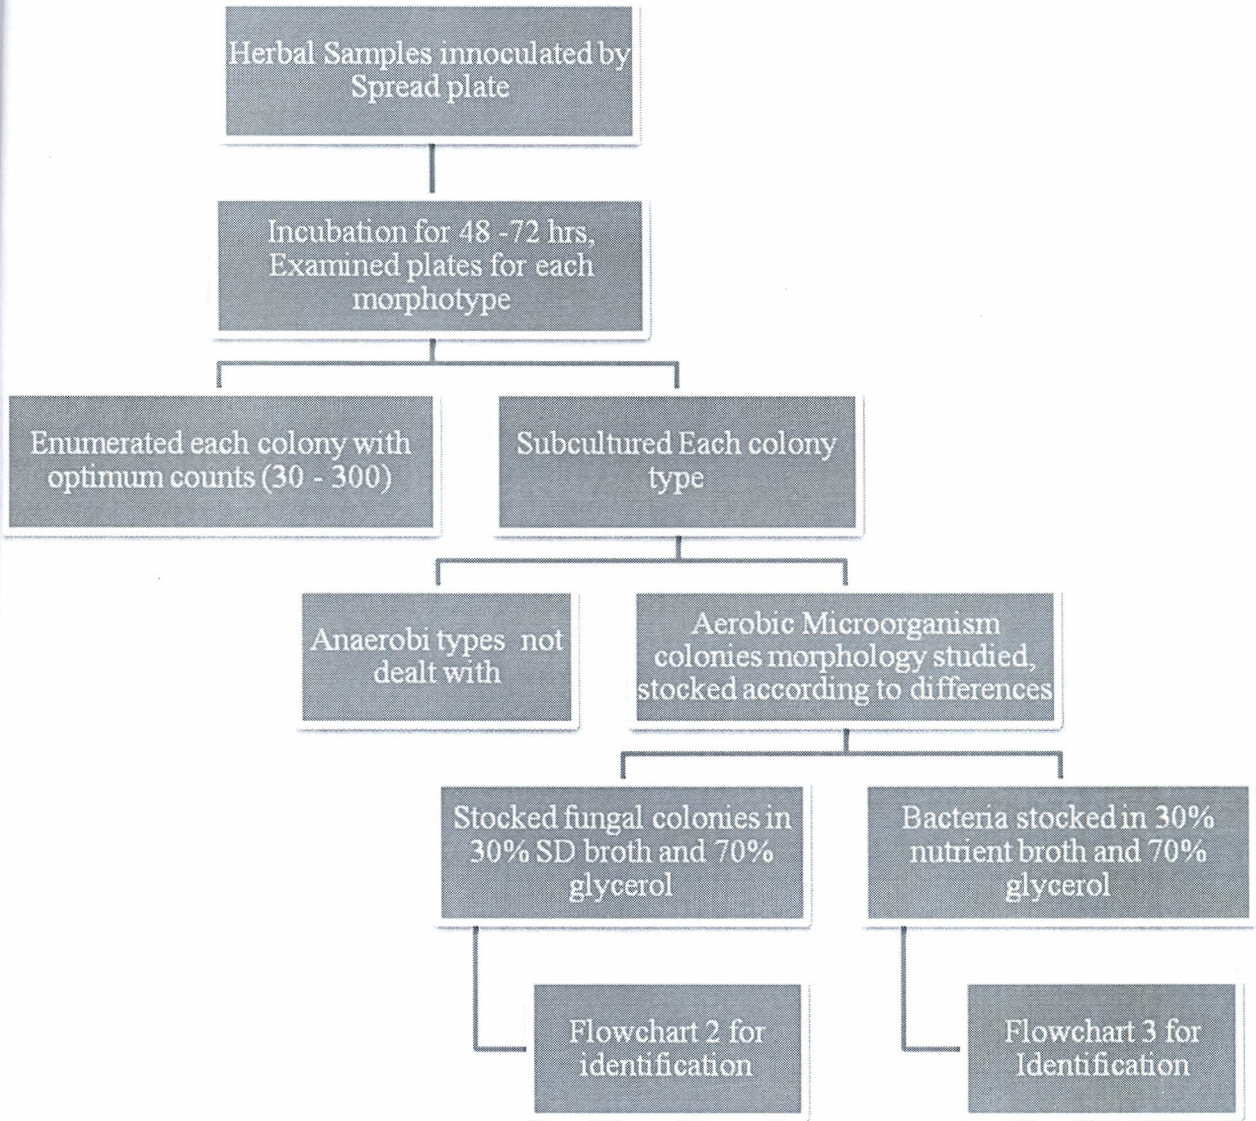 Herbal Samples innoculated by
Spread plate
Incubation for 48 -72 hrs,
Examined plates for each
morphotype
Enumerated each colony with
optimum counts (30 - 300)
Subcultured Each colony
type
Anaerobi types not
dealt with
Aerobic Microorganism
colonies morphology studied,
stocked according to differences
Stocked fungal colonies in
30% SD broth and 70%
glycerol
Bacteria stocked in 30%
nutrient broth and 70%
glycerol
Flowchart 2 for
identification
Flowchart 3 for
Identification